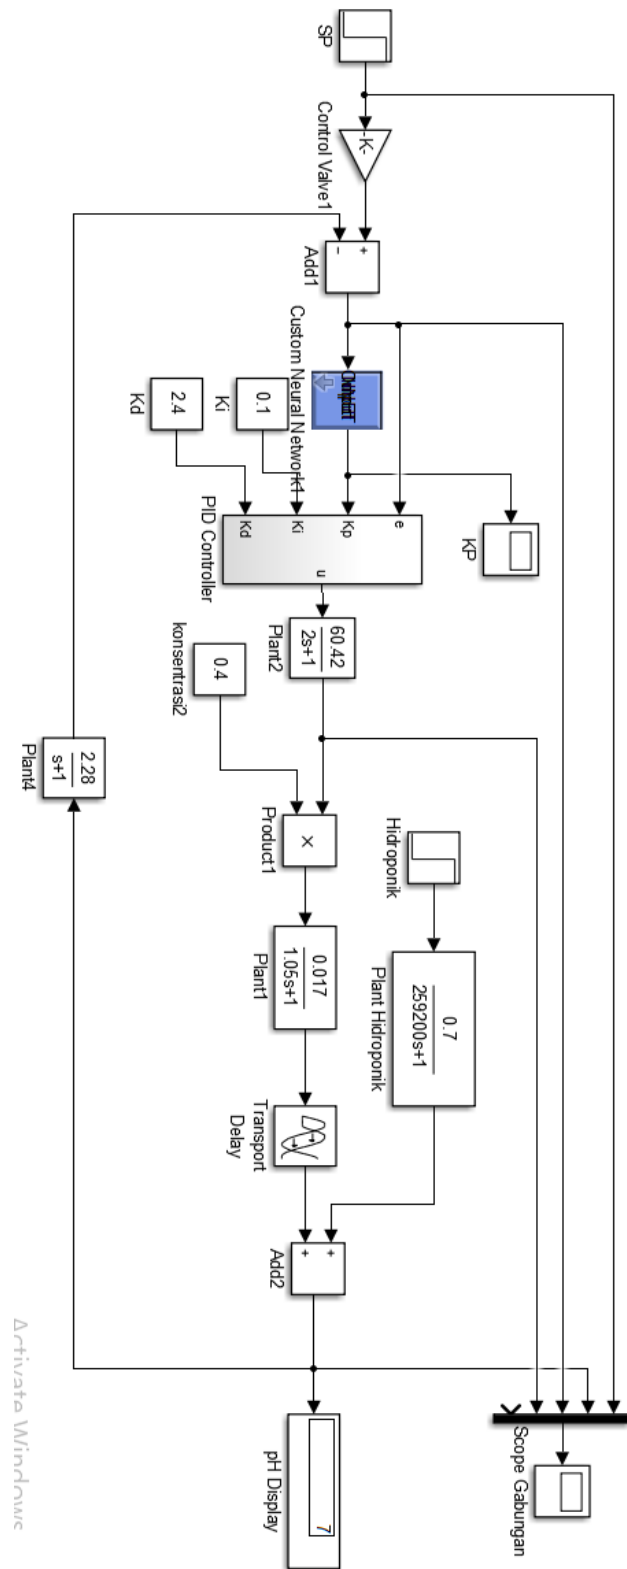 SP
-K-
Control Valve1
+
−
Add1
Custom Neural Network1
0.1
Ki
2.4
Kd
KP
e
Kp
Ki
Kd
u
PID Controller
60.42
2s+1
Plant2
0.4
konsentrasi2
×
Product1
Hidroponik
0.7
259200s+1
Plant Hidroponik
0.017
1.05s+1
Plant1
Transport
Delay
+
+
Add2
2.28
s+1
Plant4
7
pH Display
Scope Gabungan
Activate Windows